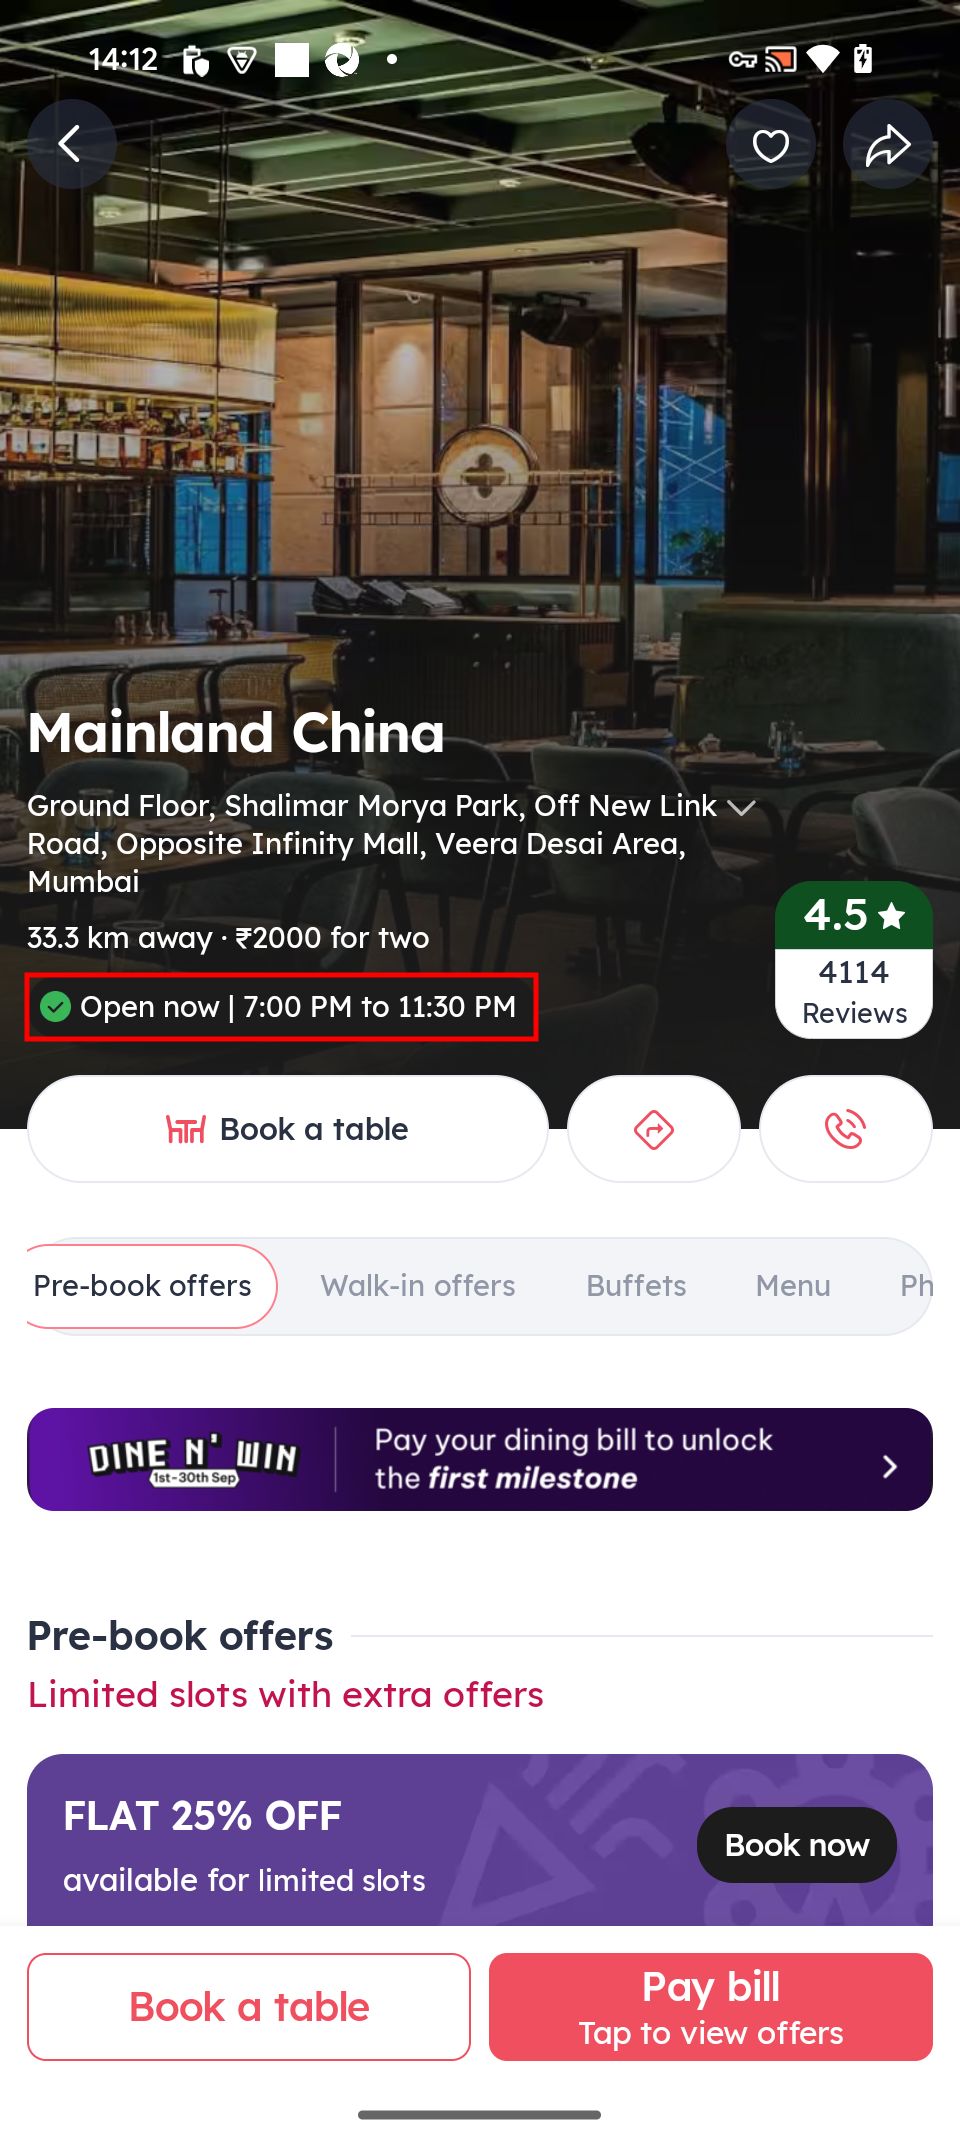 14:12
Mainland China
Ground Floor, Shalimar Morya Park, Off New Link
Road, Opposite Infinity Mall, Veera Desai Area,
Mumbai
33.3 km away · ₹2000 for two
Open now | 7:00 PM to 11:30 PM
4.5
4114
Reviews
Book a table
Pre-book offers
Walk-in offers
Buffets
Menu
Ph
DINE N' WIN
1st-30th Sep
Pay your dining bill to unlock
the first milestone
Pre-book offers
Limited slots with extra offers
FLAT 25% OFF
available for limited slots
Book now
Book a table
Pay bill
Tap to view offers